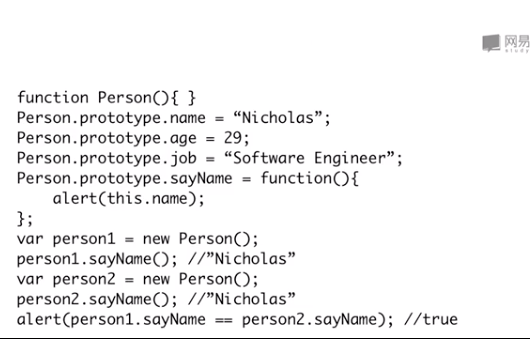 网易
study
function Person(){ }
Person.prototype.name = “Nicholas”;
Person.prototype.age = 29;
Person.prototype.job = “Software Engineer”;
Person.prototype.sayName = function(){
    alert(this.name);
};
var person1 = new Person();
person1.sayName(); //”Nicholas”
var person2 = new Person();
person2.sayName(); //”Nicholas”
alert(person1.sayName == person2.sayName); //true